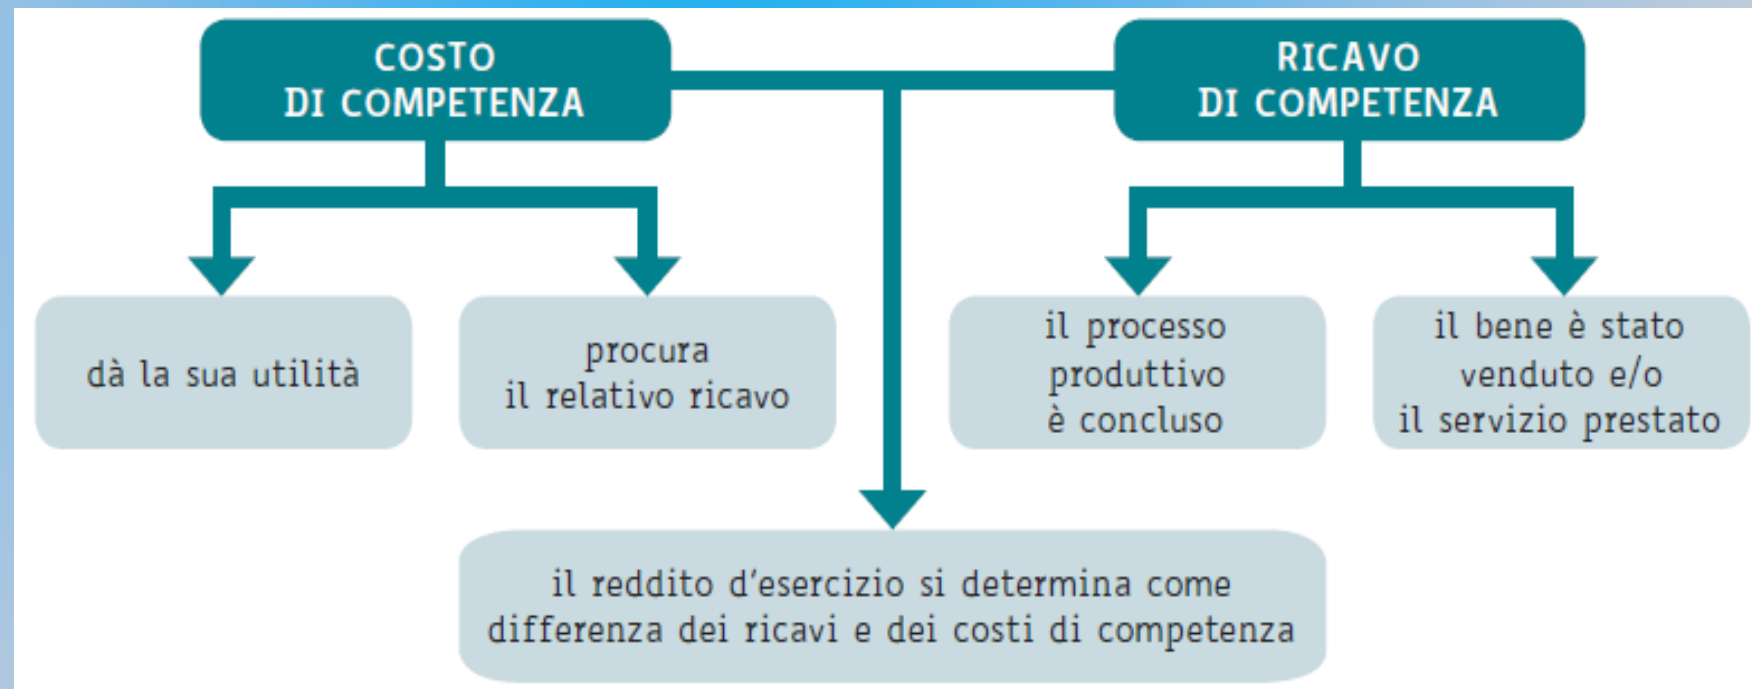 COSTO
DI COMPETENZA
RICAVO
DI COMPETENZA
dà la sua utilità
procura
il relativo ricavo
il processo
produttivo
è concluso
il bene è stato
venduto e/o
il servizio prestato
il reddito d'esercizio si determina come
differenza dei ricavi e dei costi di competenza